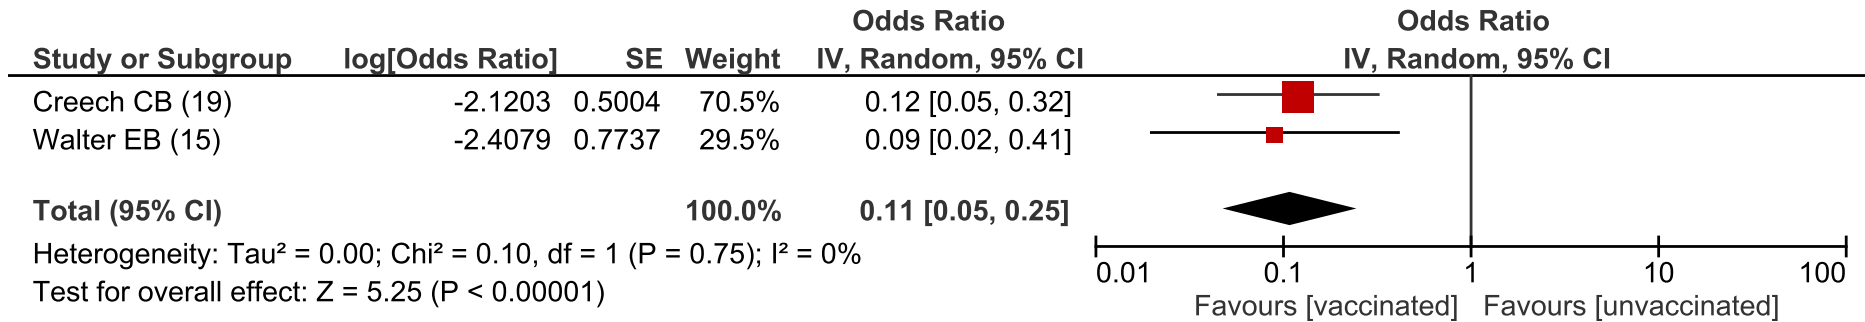 Odds Ratio Odds Ratio
Study or Subgroup log[Odds Ratio] SE Weight IV, Random, 95% CI IV, Random, 95% CI
Creech CB (19) -2.1203 0.5004 70.5% 0.12 [0.05, 0.32]
Walter EB (15) -2.4079 0.7737 29.5% 0.09 [0.02, 0.41]
Total (95% CI) 100.0% 0.11 [0.05, 0.25]
Heterogeneity: Tau² = 0.00; Chi² = 0.10, df = 1 (P = 0.75); I² = 0%
Test for overall effect: Z = 5.25 (P < 0.00001)
0.01 0.1 1 10 100
Favours [vaccinated] Favours [unvaccinated]